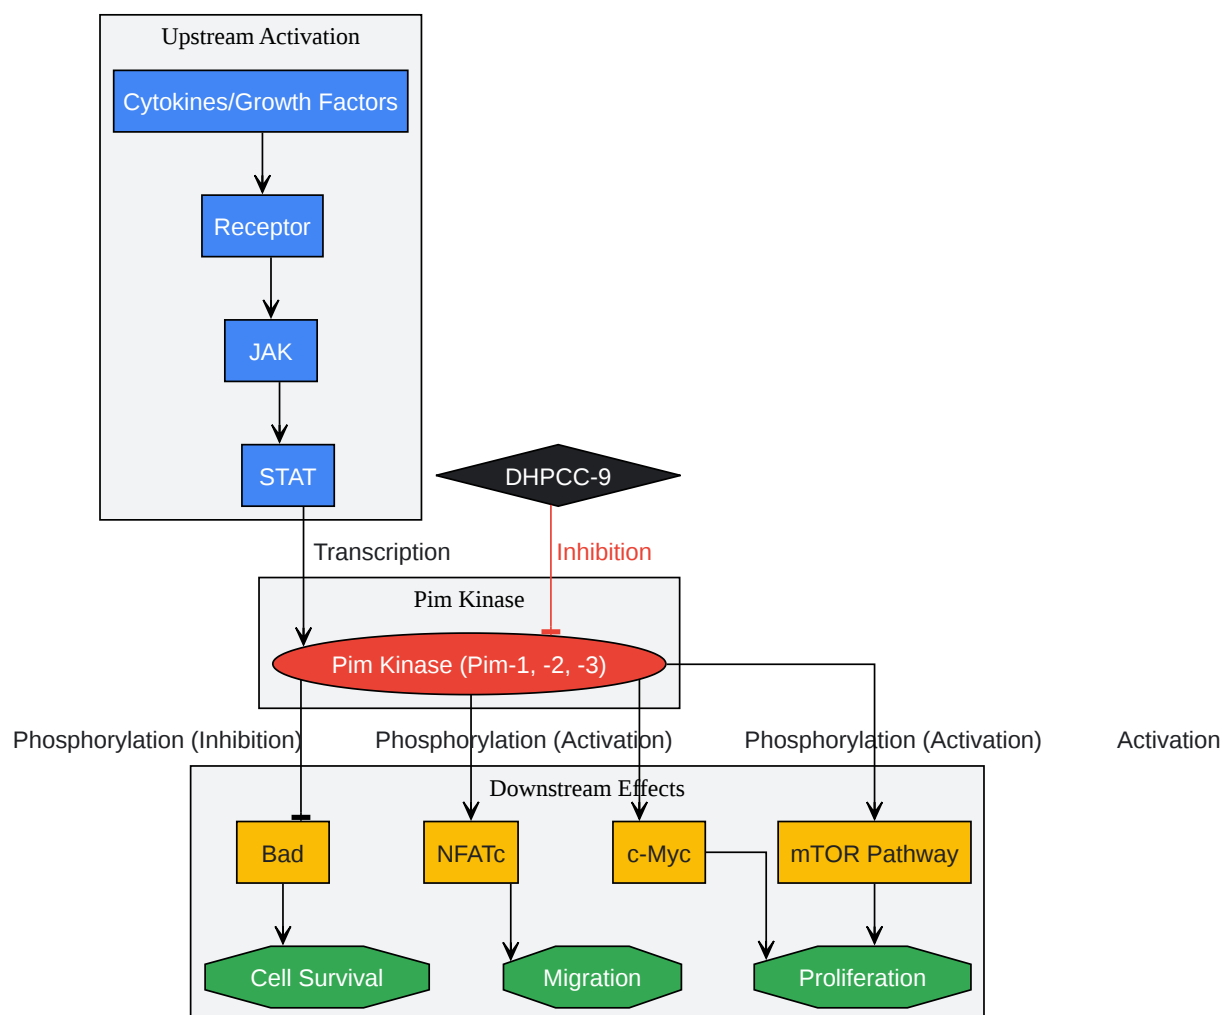 Upstream Activation
Cytokines/Growth Factors
Receptor
JAK
STAT
DHPCC-9
Transcription
Inhibition
Pim Kinase
Pim Kinase (Pim-1, -2, -3)
Phosphorylation (Inhibition)
Phosphorylation (Activation)
Phosphorylation (Activation)
Activation
Downstream Effects
Bad
NFATc
c-Myc
mTOR Pathway
Cell Survival
Migration
Proliferation